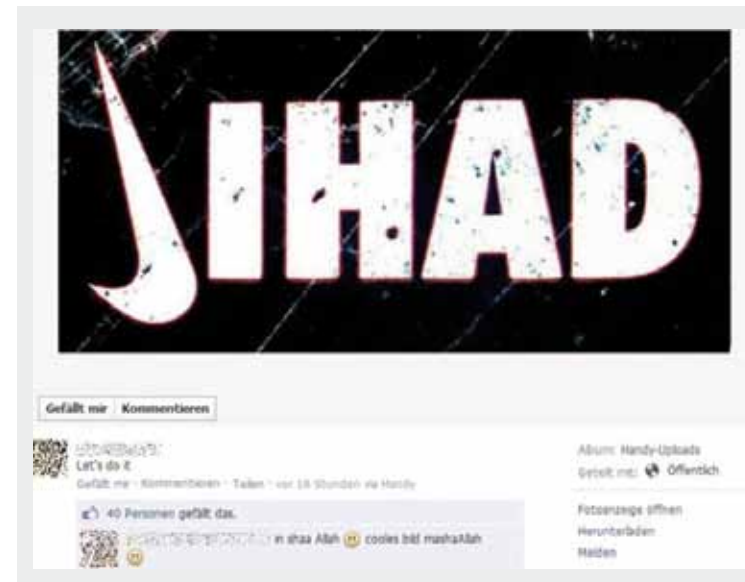 JIHAD
Gefällt mir Kommentieren
Let's do it
Gefällt mir · Kommentieren · Teilen · vor 16 Stunden via Handy
Album: Handy-Uploads
Geteilt mit: Öffentlich
40 Personen gefällt das.
in shaa Allah cooles bild mashaAllah
Fotoanzeige öffnen
Herunterladen
Melden